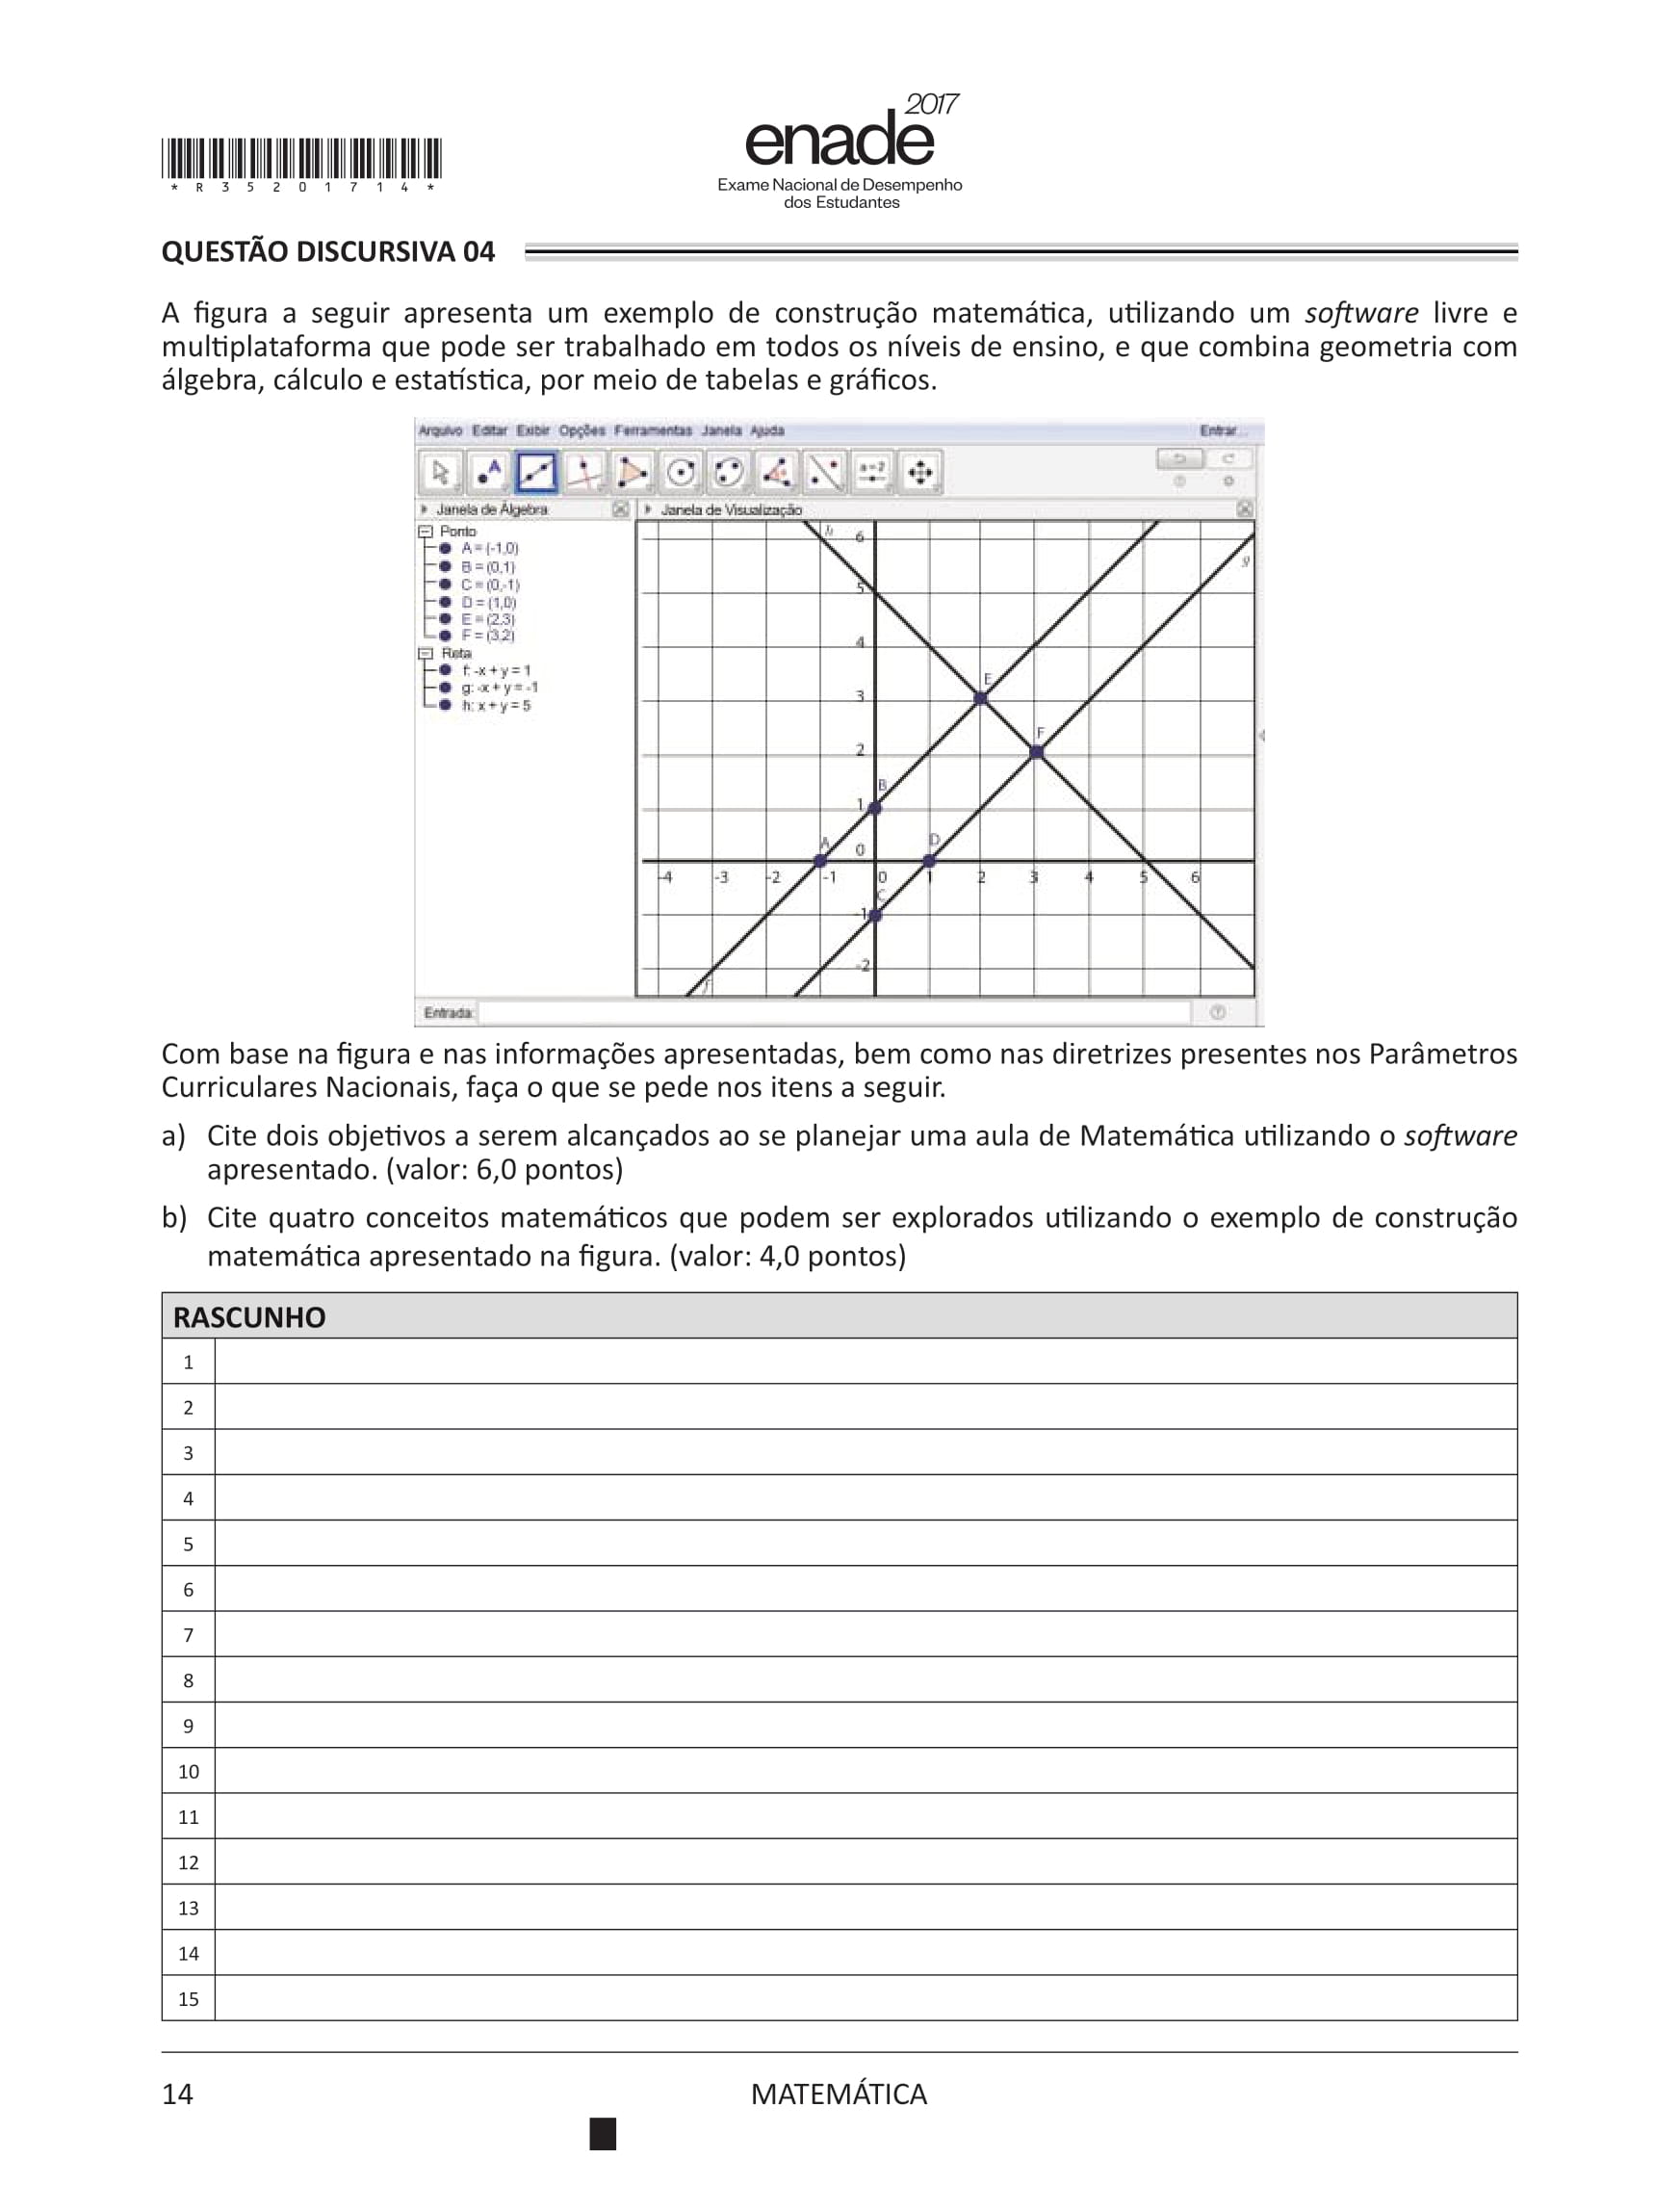 2017
enade
Exame Nacional de Desempenho
dos Estudantes
* R 3 5 2 0 1 7 1 4 *
QUESTÃO DISCURSIVA 04
A figura a seguir apresenta um exemplo de construção matemática, utilizando um software livre e
multiplataforma que pode ser trabalhado em todos os níveis de ensino, e que combina geometria com
álgebra, cálculo e estatística, por meio de tabelas e gráficos.
Arquivo Editar Exibir Opções Ferramentas Janela Ajuda Entrar...
A a=2
Janela de Álgebra Janela de Visualização
Ponto
A = (-1,0)
B = (0,1)
C = (0,-1)
D = (1,0)
E = (2,3)
F = (3,2)
Reta
f: -x + y = 1
g: -x + y = -1
h: x + y = 5
h 6
g
5
4
E
3
F
2
B
1
A D
0
-4 -3 -2 -1 0 1 2 3 4 5 6
C
-1
-2
f
Entrada:
Com base na figura e nas informações apresentadas, bem como nas diretrizes presentes nos Parâmetros
Curriculares Nacionais, faça o que se pede nos itens a seguir.
a) Cite dois objetivos a serem alcançados ao se planejar uma aula de Matemática utilizando o software
apresentado. (valor: 6,0 pontos)
b) Cite quatro conceitos matemáticos que podem ser explorados utilizando o exemplo de construção
matemática apresentado na figura. (valor: 4,0 pontos)
RASCUNHO
1
2
3
4
5
6
7
8
9
10
11
12
13
14
15
14 MATEMÁTICA